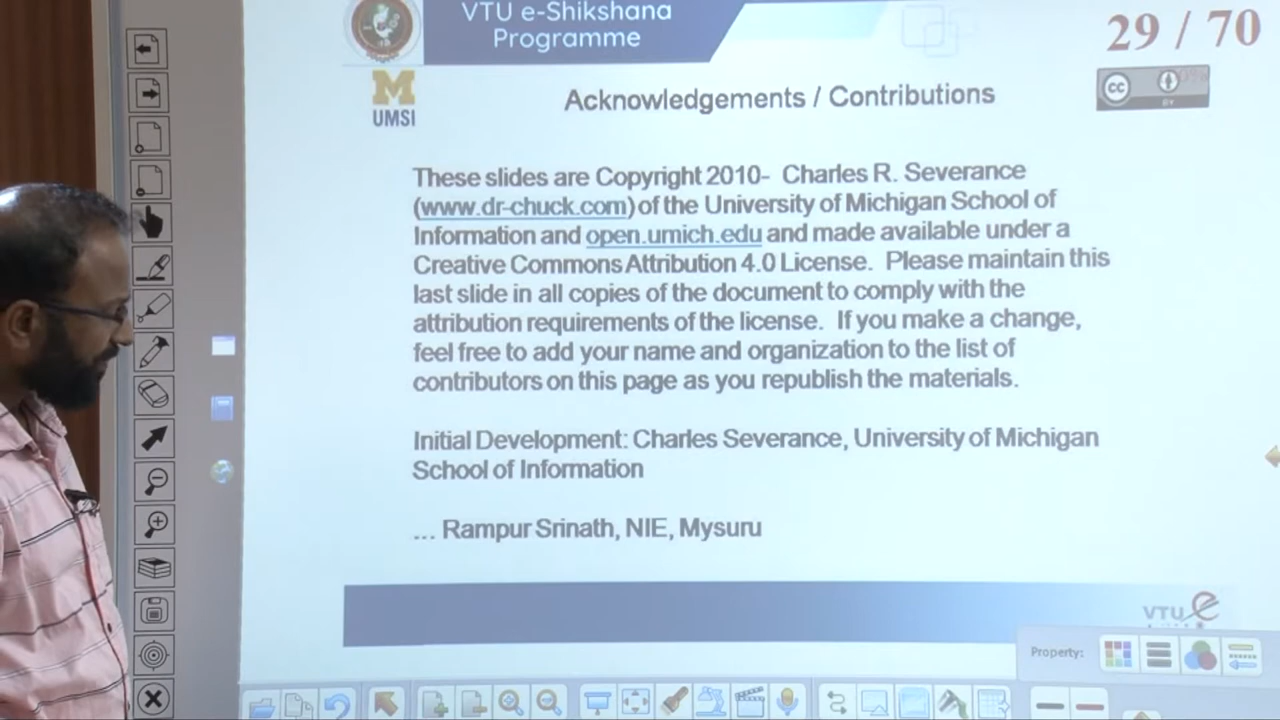 VTU e-Shikshana
Programme
29 / 70
M
UMSI
Acknowledgements / Contributions
cc
BY
These slides are Copyright 2010-  Charles R. Severance
(www.dr-chuck.com) of the University of Michigan School of
Information and open.umich.edu and made available under a
Creative Commons Attribution 4.0 License.  Please maintain this
last slide in all copies of the document to comply with the
attribution requirements of the license.  If you make a change,
feel free to add your name and organization to the list of
contributors on this page as you republish the materials.
Initial Development: Charles Severance, University of Michigan
School of Information
... Rampur Srinath, NIE, Mysuru
VTU e
Property: